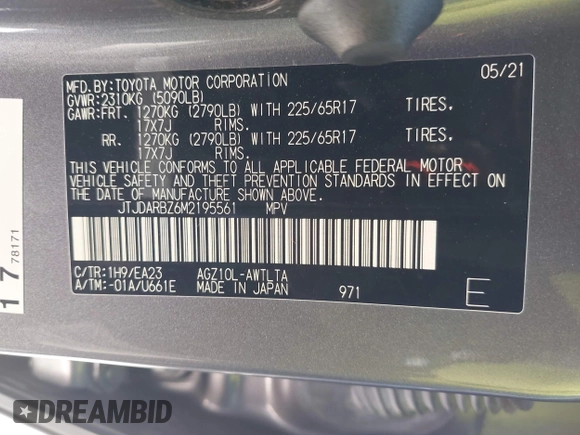 MFD.BY:TOYOTA MOTOR CORPORATION 05/21
GVWR:2310KG (5090LB)
GAWR:FRT. 1270KG (2790LB) WITH 225/65R17 TIRES.
17X7J RIMS.
RR. 1270KG (2790LB) WITH 225/65R17 TIRES.
17X7J RIMS.
THIS VEHICLE CONFORMS TO ALL APPLICABLE FEDERAL MOTOR
VEHICLE SAFETY AND THEFT PREVENTION STANDARDS IN EFFECT
ON THE DATE OF MANUFACTURE SHOWN ABOVE.
JTJDARBZ6M2195561 MPV
C/TR:1H9/EA23 AGZ10L-AWTLTA
A/TM:-01A/U661E MADE IN JAPAN 971 E
17 78171
DREAMBID